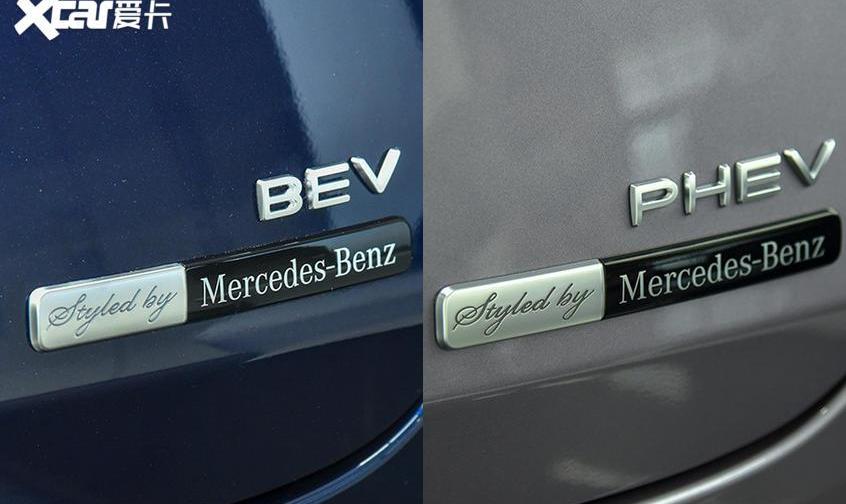 Xcar爱卡
BEV
Styled by Mercedes-Benz
PHEV
Styled by Mercedes-Benz